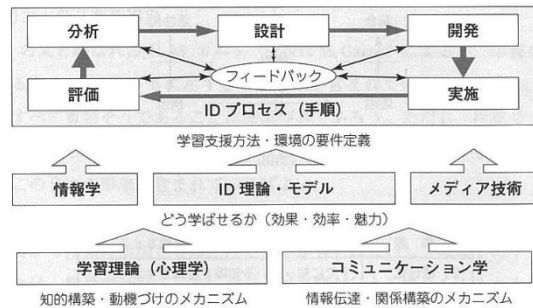 分析
設計
開発
フィードバック
評価
実施
IDプロセス（手順）
学習支援方法・環境の要件定義
情報学
ID理論・モデル
メディア技術
どう学ばせるか（効果・効率・魅力）
学習理論（心理学）
コミュニケーション学
知的構築・動機づけのメカニズム
情報伝達・関係構築のメカニズム